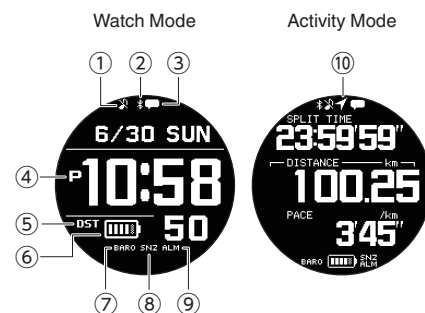 Watch Mode
Activity Mode
① ② ③
6/30 SUN
④ P 10:58
⑤ DST 50
⑥
BARO SNZ ALM
⑦ ⑧ ⑨
⑩
SPLIT TIME
23:59'59"
DISTANCE km
100.25
PACE /km
3'45"
BARO SNZ
ALM